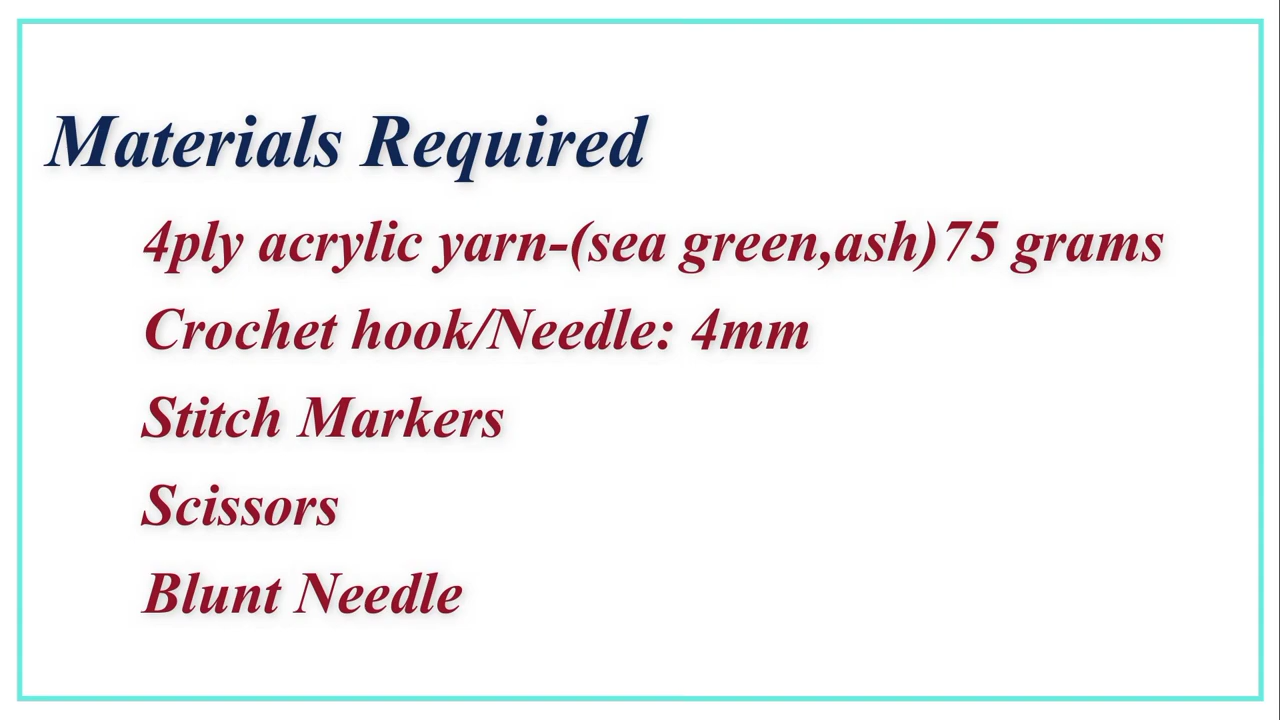 Materials Required
4ply acrylic yarn-(sea green,ash)75 grams
Crochet hook/Needle: 4mm
Stitch Markers
Scissors
Blunt Needle